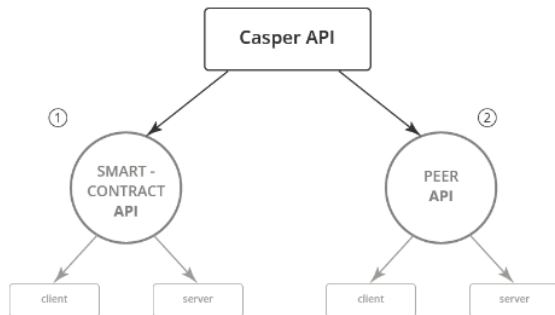 Casper API
①
②
SMART -
CONTRACT
API
PEER
API
client
server
client
server